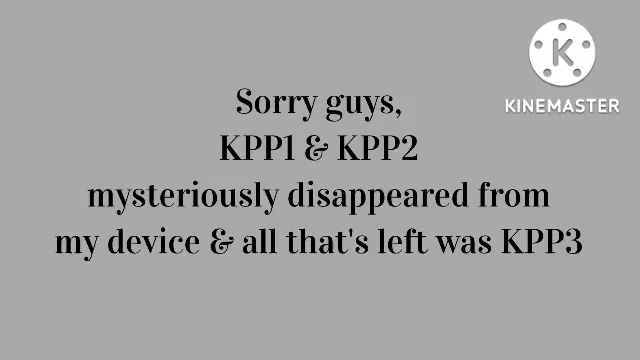 Sorry guys,
KPP1 & KPP2
mysteriously disappeared from
my device & all that's left was KPP3
K
KINEMASTER